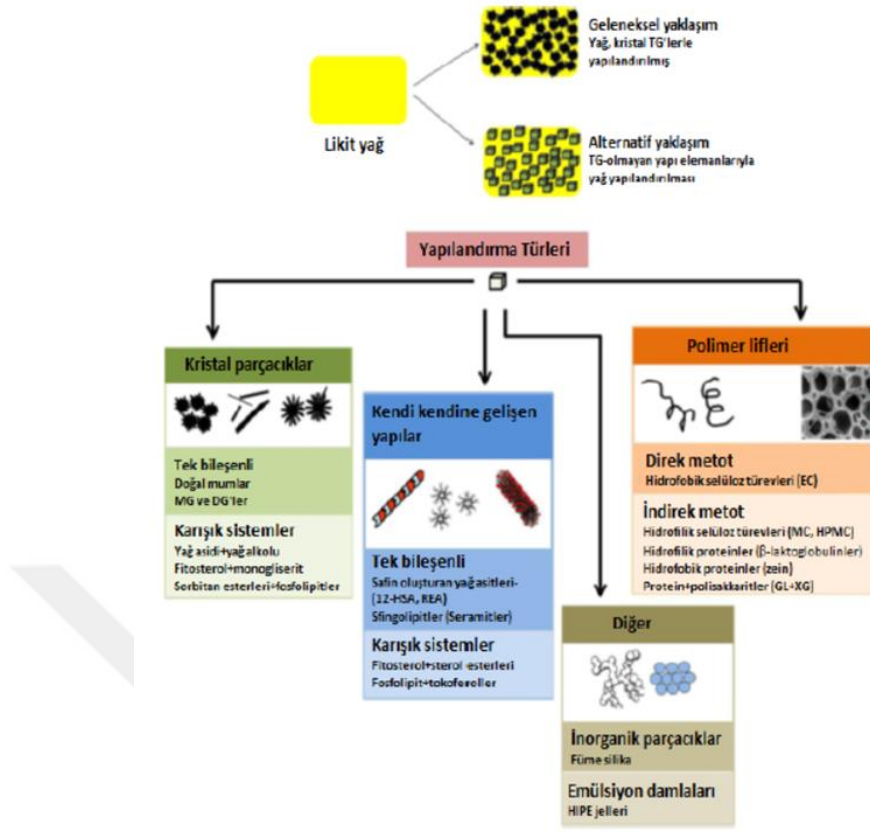 Geleneksel yaklaşım
Yağ, kristal TG'lerle
yapılandırılmış
Likit yağ
Alternatif yaklaşım
TG-olmayan yapı elemanlarıyla
yağ yapılandırılması
Yapılandırma Türleri
Kristal parçacıklar
Tek bileşenli
Doğal mumlar
MG ve DG'ler
Karışık sistemler
Yağ asidi+yağ alkolu
Fitosterol+monogliserit
Sorbitan esterleri+fosfolipitler
Kendi kendine gelişen
yapılar
Tek bileşenli
Safin oluşturan yağ asitleri-
(12-HSA, REA)
Sfingolipitler (Seramitler)
Karışık sistemler
Fitosterol+sterol esterleri
Fosfolipit+tokoferoller
Diğer
İnorganik parçacıklar
Füme silika
Emülsiyon damlaları
HIPE jelleri
Polimer lifleri
Direk metot
Hidrofobik selüloz türevleri (EC)
İndirek metot
Hidrofilik selüloz türevleri (MC, HPMC)
Hidrofilik proteinler (β-laktoglobulinler)
Hidrofobik proteinler (zein)
Protein+polisakkaritler (GL+XG)